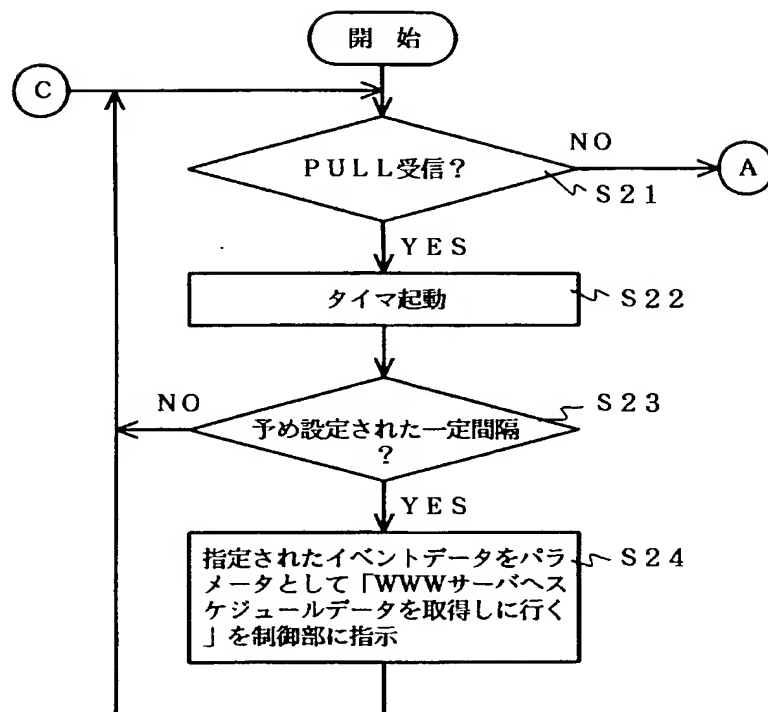 開 始
C
PULL受信?
NO
A
S21
YES
タイマ起動
S22
NO
S23
予め設定された一定間隔
?
YES
指定されたイベントデータをパラ
メータとして「WWWサーバへス
ケジュールデータを取得しに行く
」を制御部に指示
S24